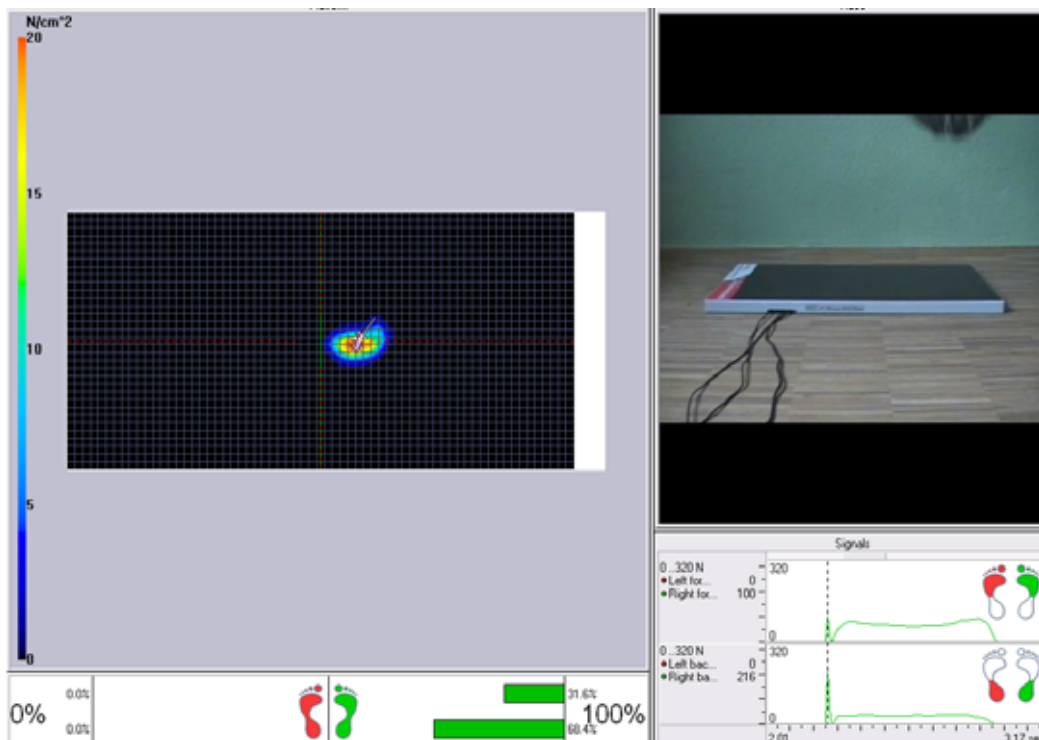 N/cm^2
20
15
10
5
0
0%
0.0%
0.0%
31.6%
68.4%
100%
Signals
0...320 N
Left for...
0
Right for...
100
320
0
0...320 N
Left bac...
0
Right ba...
216
320
0
2.01
3.17